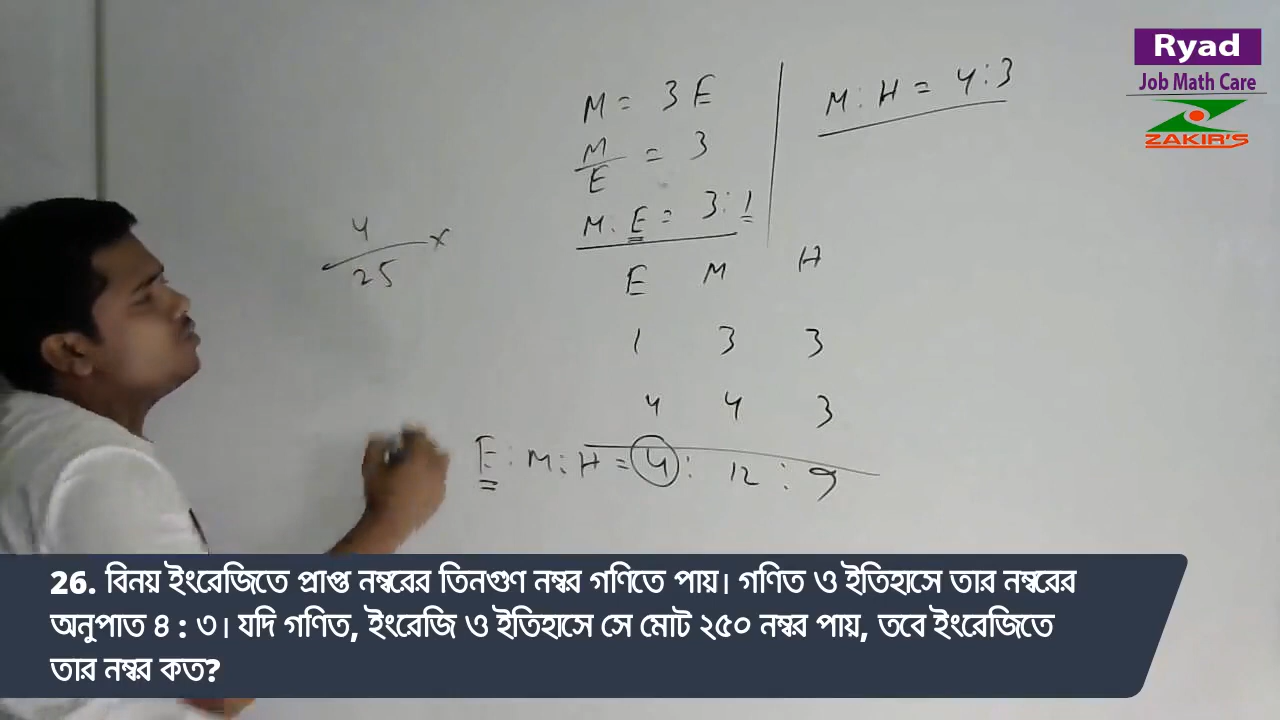 Ryad
Job Math Care
ZAKIR'S
M = 3E
M/E = 3
M : E = 3:1
M : H = 4:3
4/25 ×
E M H
1 3 3
4 4 3
E : M : H = 4 : 12 : 9
26. বিনয় ইংরেজিতে প্রাপ্ত নম্বরের তিনগুণ নম্বর গণিতে পায়। গণিত ও ইতিহাসে তার নম্বরের
অনুপাত ৪ : ৩। যদি গণিত, ইংরেজি ও ইতিহাসে সে মোট ২৫০ নম্বর পায়, তবে ইংরেজিতে
তার নম্বর কত?